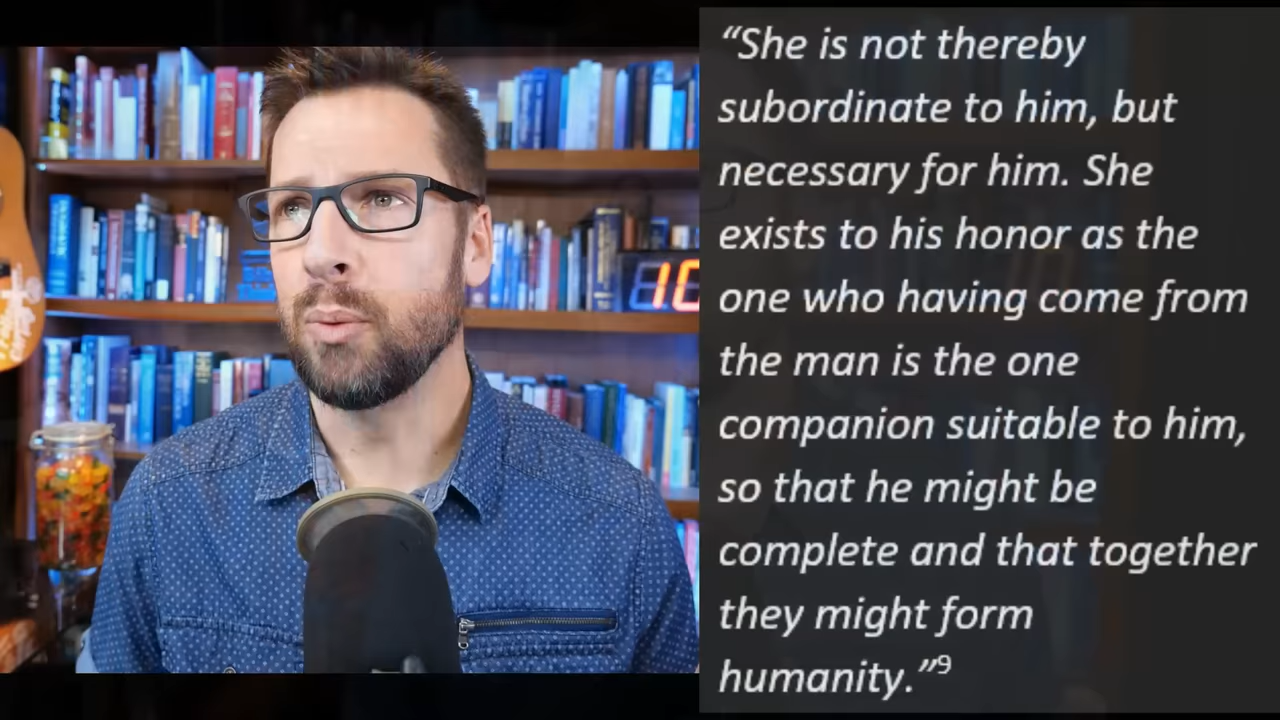 “She is not thereby
subordinate to him, but
necessary for him. She
exists to his honor as the
one who having come from
the man is the one
companion suitable to him,
so that he might be
complete and that together
they might form
humanity.”9
10